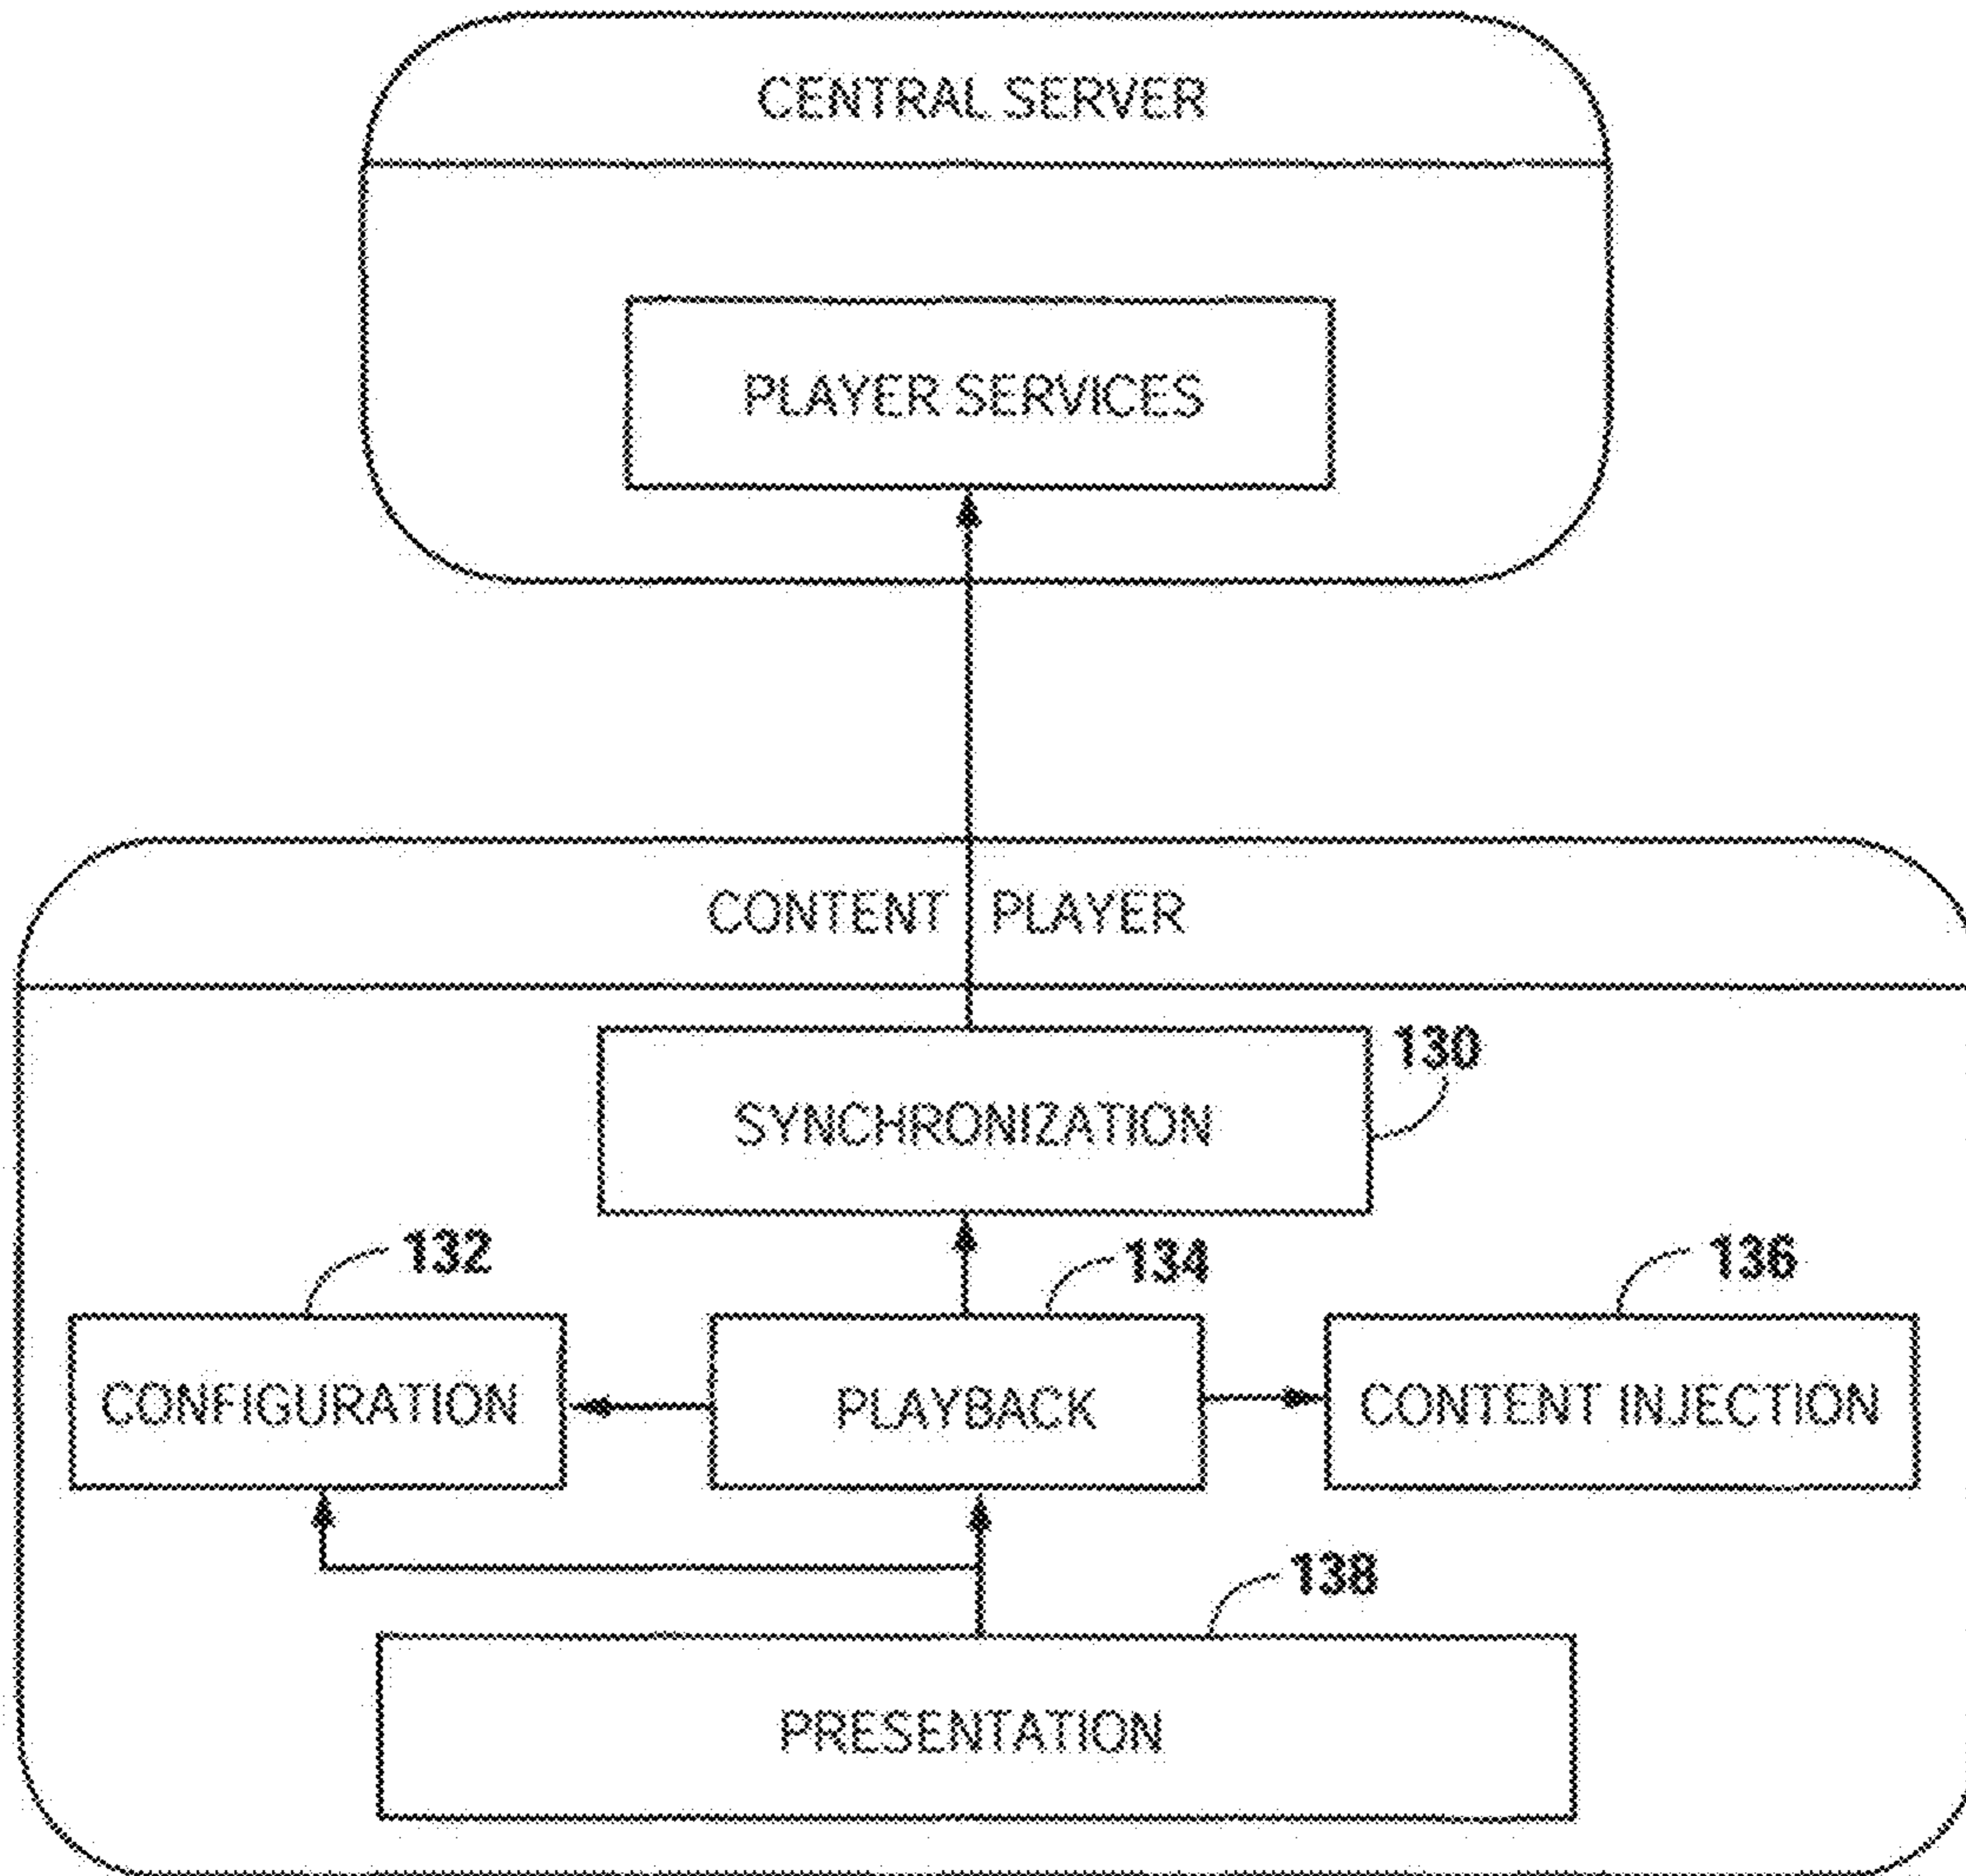 CENTRAL SERVER
PLAYER SERVICES
CONTENT PLAYER
130
SYNCHRONIZATION
132
134
136
CONFIGURATION
PLAYBACK
CONTENT INJECTION
138
PRESENTATION